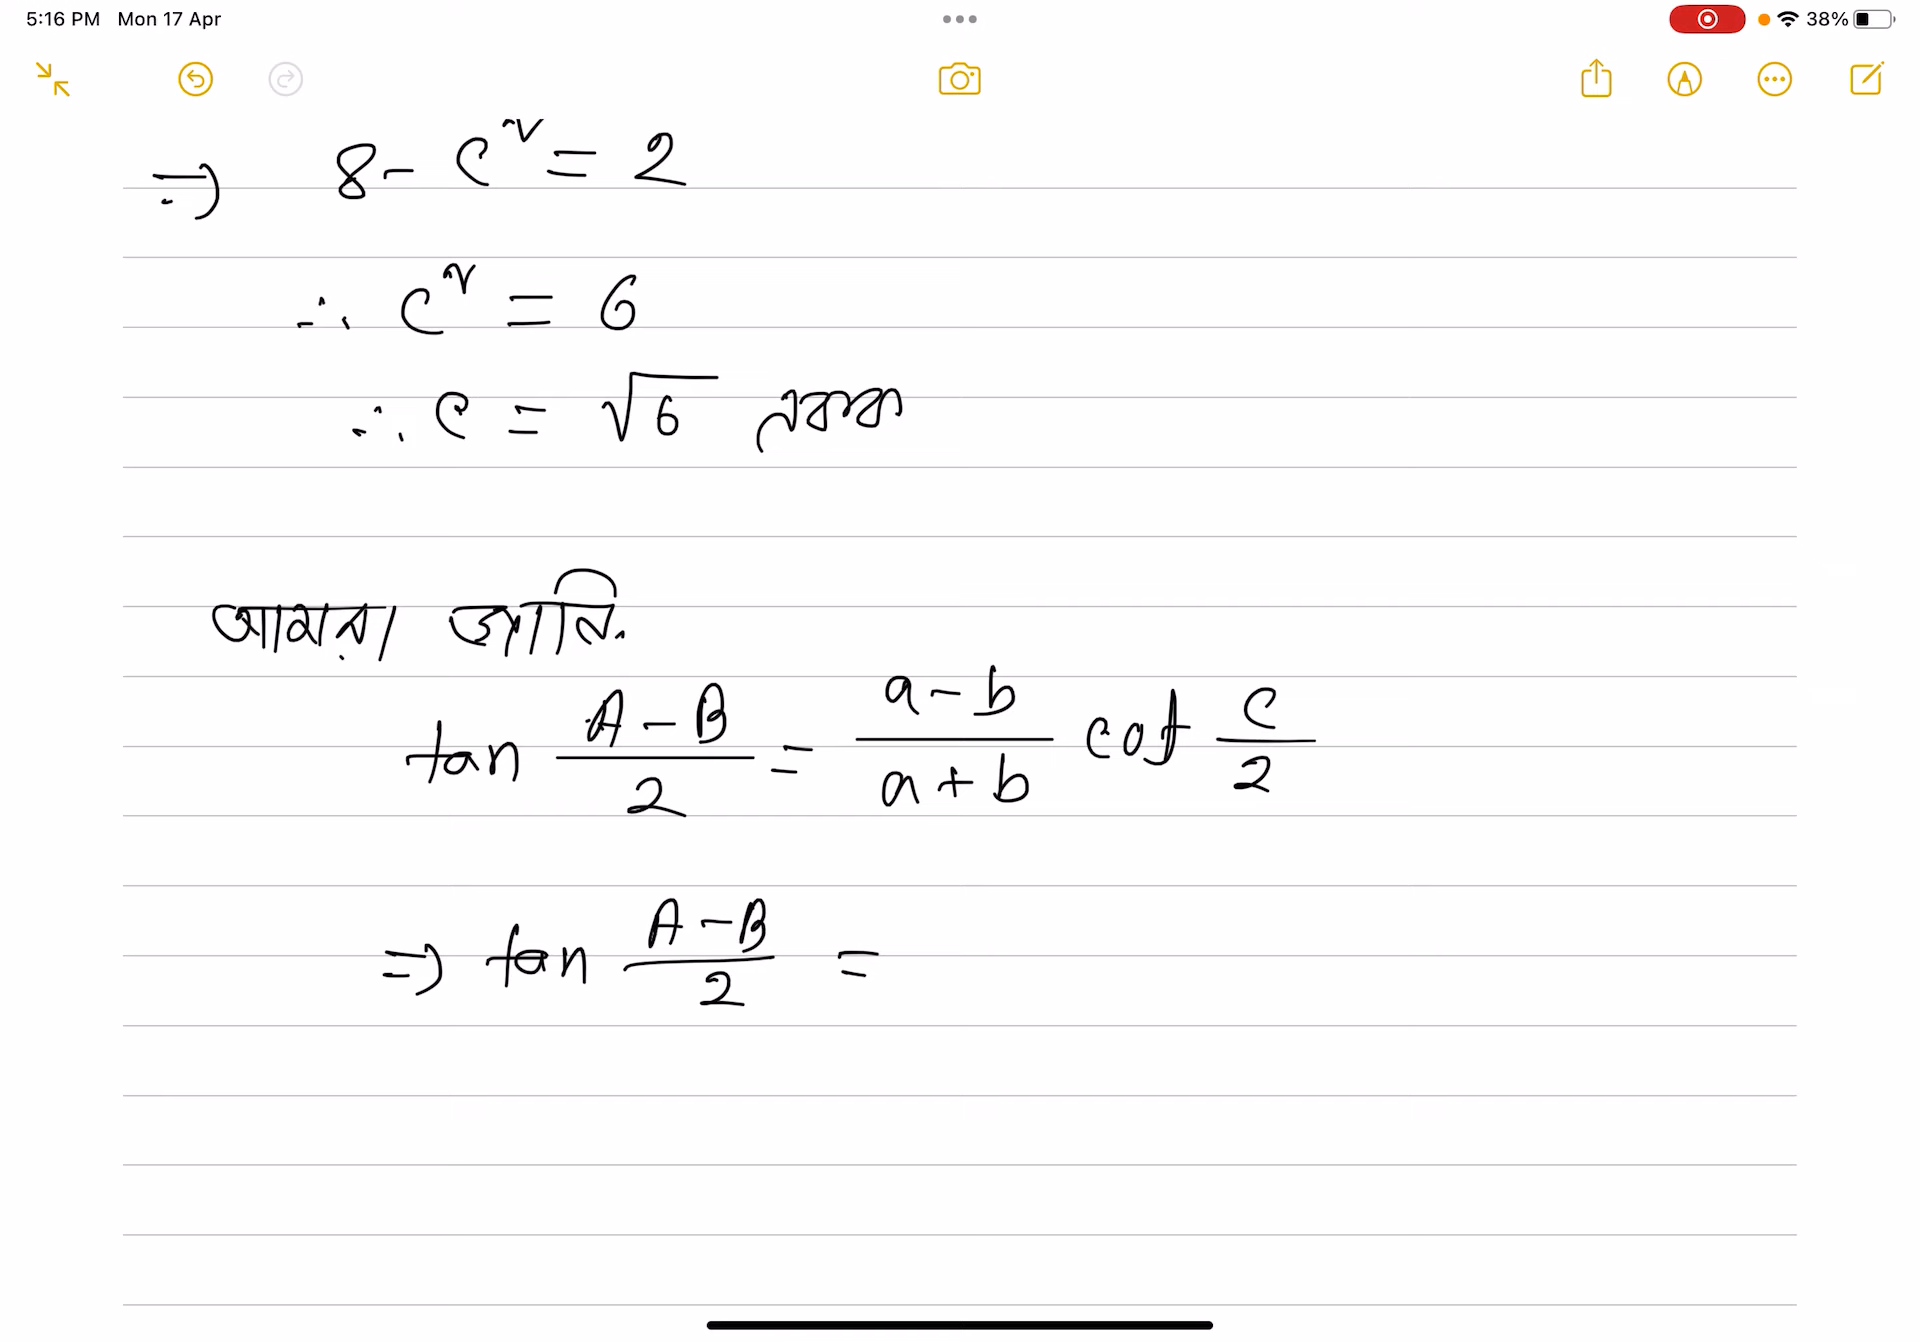 5:16 PM Mon 17 Apr 38%
⇒ 8 - c² = 2
∴ c² = 6
∴ c = √6 একক
আমরা জানি.
tan (A - B)/2 = (a - b)/(a + b) cot C/2
⇒ tan (A - B)/2 =